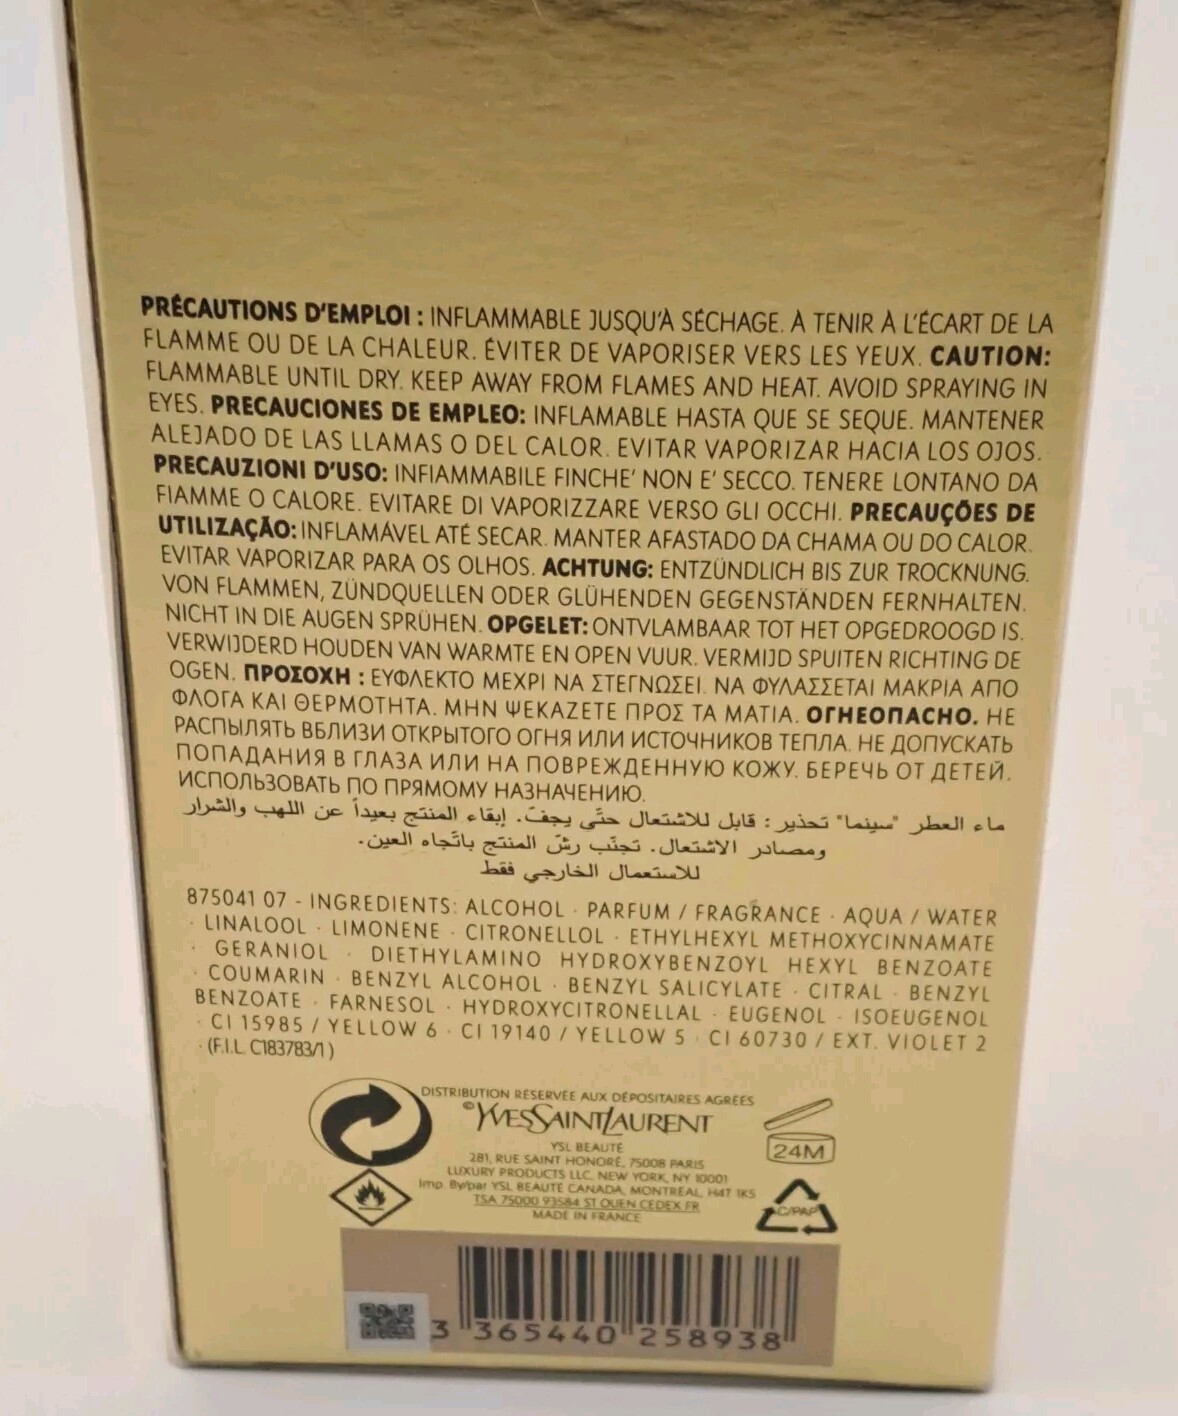 PRÉCAUTIONS D'EMPLOI : INFLAMMABLE JUSQU'À SÉCHAGE. À TENIR À L'ÉCART DE LA
FLAMME OU DE LA CHALEUR. ÉVITER DE VAPORISER VERS LES YEUX. CAUTION:
FLAMMABLE UNTIL DRY. KEEP AWAY FROM FLAMES AND HEAT. AVOID SPRAYING IN
EYES. PRECAUCIONES DE EMPLEO: INFLAMABLE HASTA QUE SE SEQUE. MANTENER
ALEJADO DE LAS LLAMAS O DEL CALOR. EVITAR VAPORIZAR HACIA LOS OJOS.
PRECAUZIONI D'USO: INFIAMMABILE FINCHE' NON E' SECCO. TENERE LONTANO DA
FIAMME O CALORE. EVITARE DI VAPORIZZARE VERSO GLI OCCHI. PRECAUÇÕES DE
UTILIZAÇÃO: INFLAMÁVEL ATÉ SECAR. MANTER AFASTADO DA CHAMA OU DO CALOR.
EVITAR VAPORIZAR PARA OS OLHOS. ACHTUNG: ENTZÜNDLICH BIS ZUR TROCKNUNG.
VON FLAMMEN, ZÜNDQUELLEN ODER GLÜHENDEN GEGENSTÄNDEN FERNHALTEN.
NICHT IN DIE AUGEN SPRÜHEN. OPGELET: ONTVLAMBAAR TOT HET OPGEDROOGD IS.
VERWIJDERD HOUDEN VAN WARMTE EN OPEN VUUR. VERMIJD SPUITEN RICHTING DE
OGEN. ΠΡΟΣΟΧΗ : ΕΥΦΛΕΚΤΟ ΜΕΧΡΙ ΝΑ ΣΤΕΓΝΩΣΕΙ. ΝΑ ΦΥΛΑΣΣΕΤΑΙ ΜΑΚΡΙΑ ΑΠΟ
ΦΛΟΓΑ ΚΑΙ ΘΕΡΜΟΤΗΤΑ. ΜΗΝ ΨΕΚΑΖΕΤΕ ΠΡΟΣ ΤΑ ΜΑΤΙΑ. ОГНЕОПАСНО. НЕ
РАСПЫЛЯТЬ ВБЛИЗИ ОТКРЫТОГО ОГНЯ ИЛИ ИСТОЧНИКОВ ТЕПЛА. НЕ ДОПУСКАТЬ
ПОПАДАНИЯ В ГЛАЗА ИЛИ НА ПОВРЕЖДЕННУЮ КОЖУ. БЕРЕЧЬ ОТ ДЕТЕЙ.
ИСПОЛЬЗОВАТЬ ПО ПРЯМОМУ НАЗНАЧЕНИЮ.
ماء العطر "سينما" تحذير : قابل للاشتعال حتّى يجفّ. إبقاء المنتج بعيداً عن اللهب والشرار
ومصادر الاشتعال. تجنّب رشّ المنتج باتّجاه العين.
للاستعمال الخارجي فقط
875041 07 - INGREDIENTS: ALCOHOL · PARFUM / FRAGRANCE · AQUA / WATER
· LINALOOL · LIMONENE · CITRONELLOL · ETHYLHEXYL METHOXYCINNAMATE
· GERANIOL · DIETHYLAMINO HYDROXYBENZOYL HEXYL BENZOATE
· COUMARIN · BENZYL ALCOHOL · BENZYL SALICYLATE · CITRAL · BENZYL
BENZOATE · FARNESOL · HYDROXYCITRONELLAL · EUGENOL · ISOEUGENOL
· CI 15985 / YELLOW 6 · CI 19140 / YELLOW 5 · CI 60730 / EXT. VIOLET 2
· (F.I.L. C183783/1)
DISTRIBUTION RÉSERVÉE AUX DÉPOSITAIRES AGRÉÉS
©YVESSAINTLAURENT
YSL BEAUTÉ
281, RUE SAINT HONORÉ, 75008 PARIS
LUXURY PRODUCTS LLC, NEW YORK, NY 10001
Imp. By/par YSL BEAUTÉ CANADA, MONTREAL, H4T 1K5
TSA 75000 93584 ST OUEN CEDEX.FR
MADE IN FRANCE
24M
C/PAP
3 365440 258938